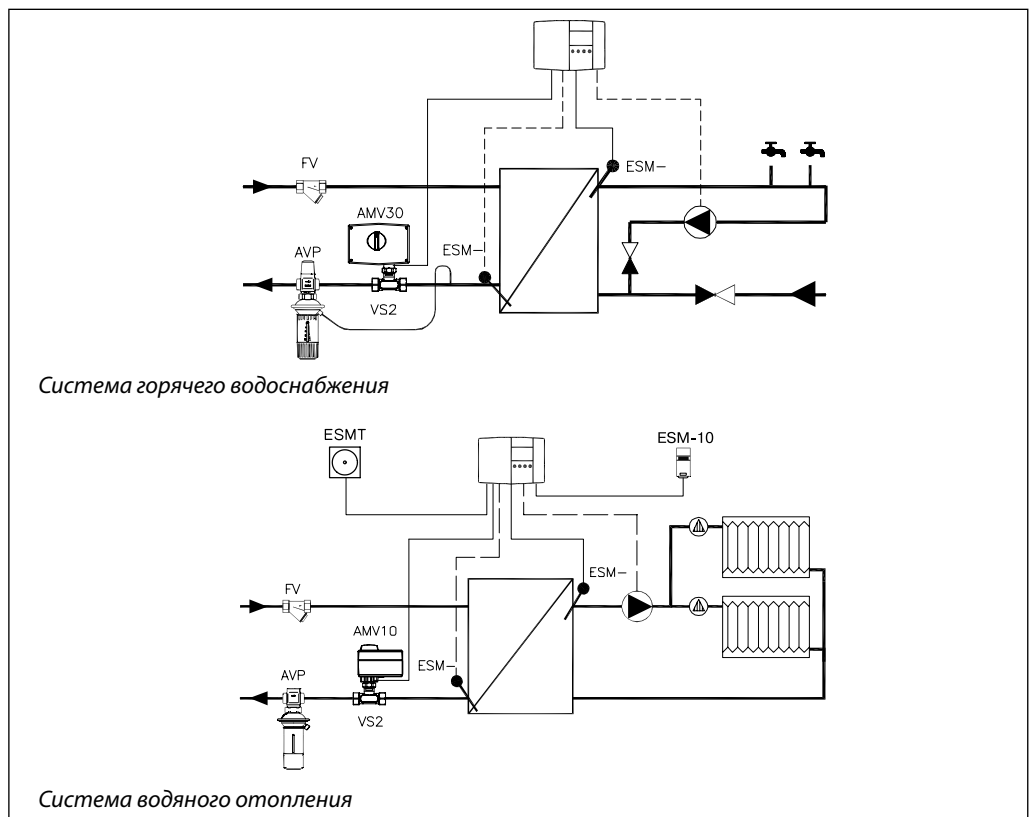 FV
ESM-
AMV30
AVP
ESM-
VS2
Система горячего водоснабжения
ESMT
ESM-10
ESM-
FV
AMV10
ESM-
AVP
VS2
Система водяного отопления